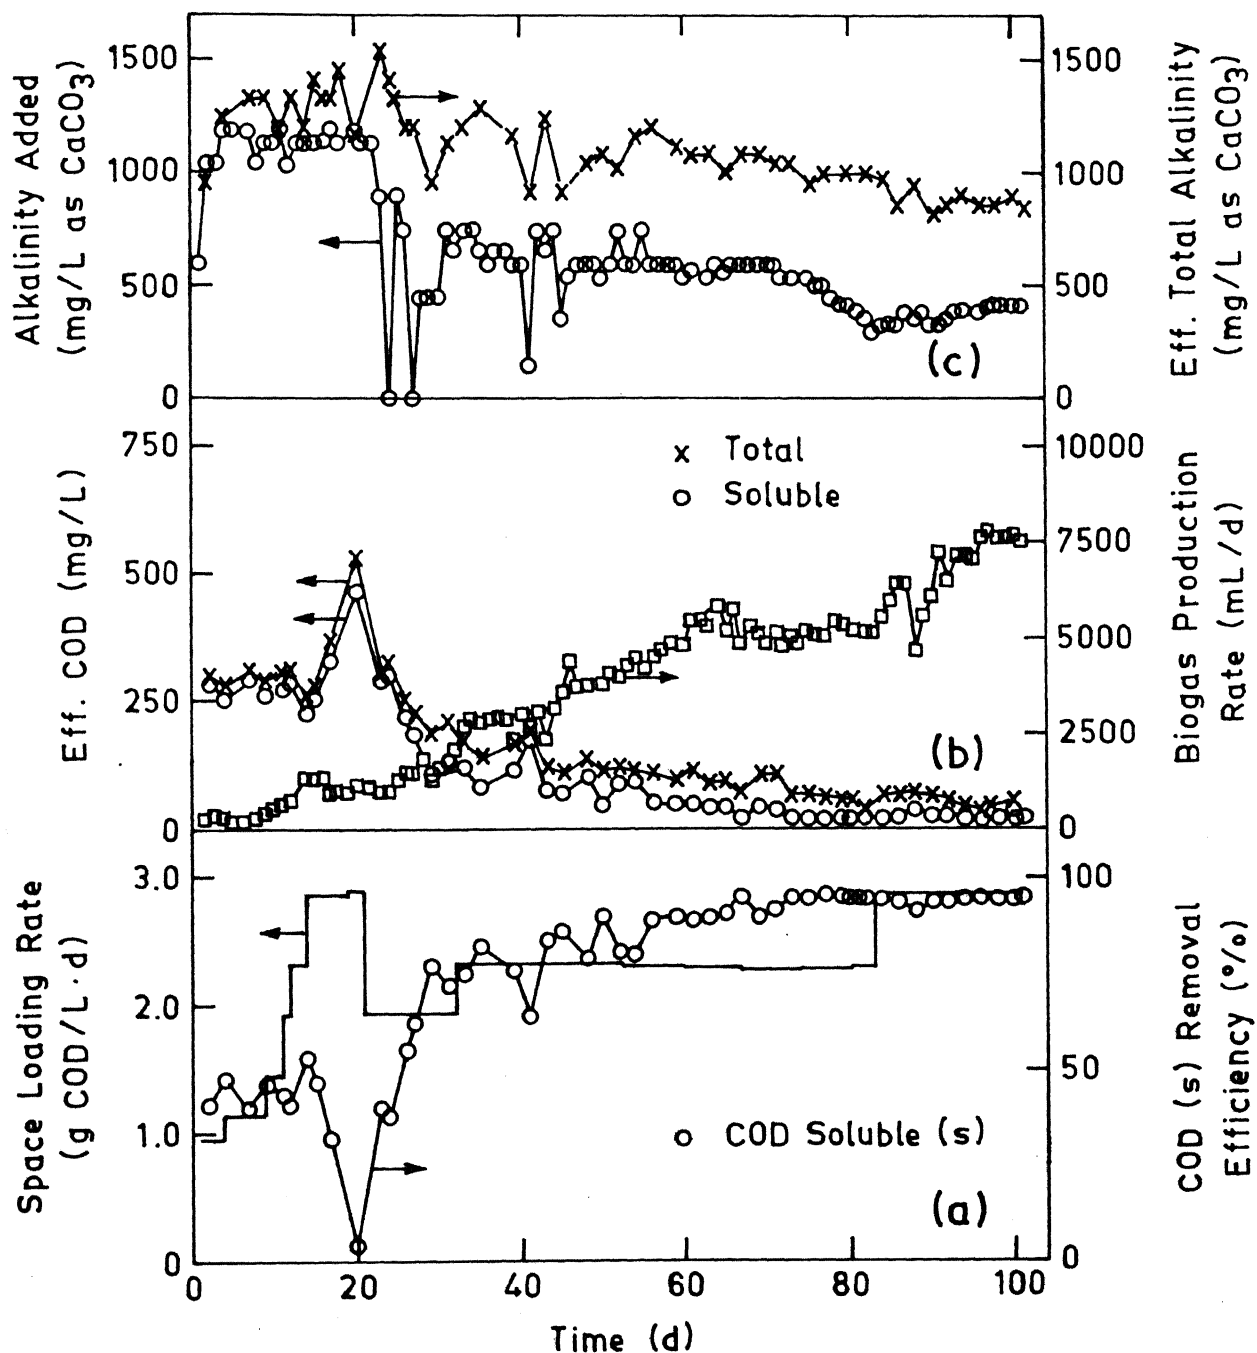 Alkalinity Added
(mg/L as CaCO3)
1500
1000
500
0
1500
1000
500
0
Eff. Total Alkalinity
(mg/L as CaCO3)
(c)
Eff. COD (mg/L)
750
500
250
0
× Total
○ Soluble
10000
7500
5000
2500
0
Biogas Production
Rate (mL/d)
(b)
Space Loading Rate
(g COD/L·d)
3.0
2.0
1.0
0
100
50
0
COD (s) Removal
Efficiency (%)
○ COD Soluble (s)
(a)
0 20 40 60 80 100
Time (d)